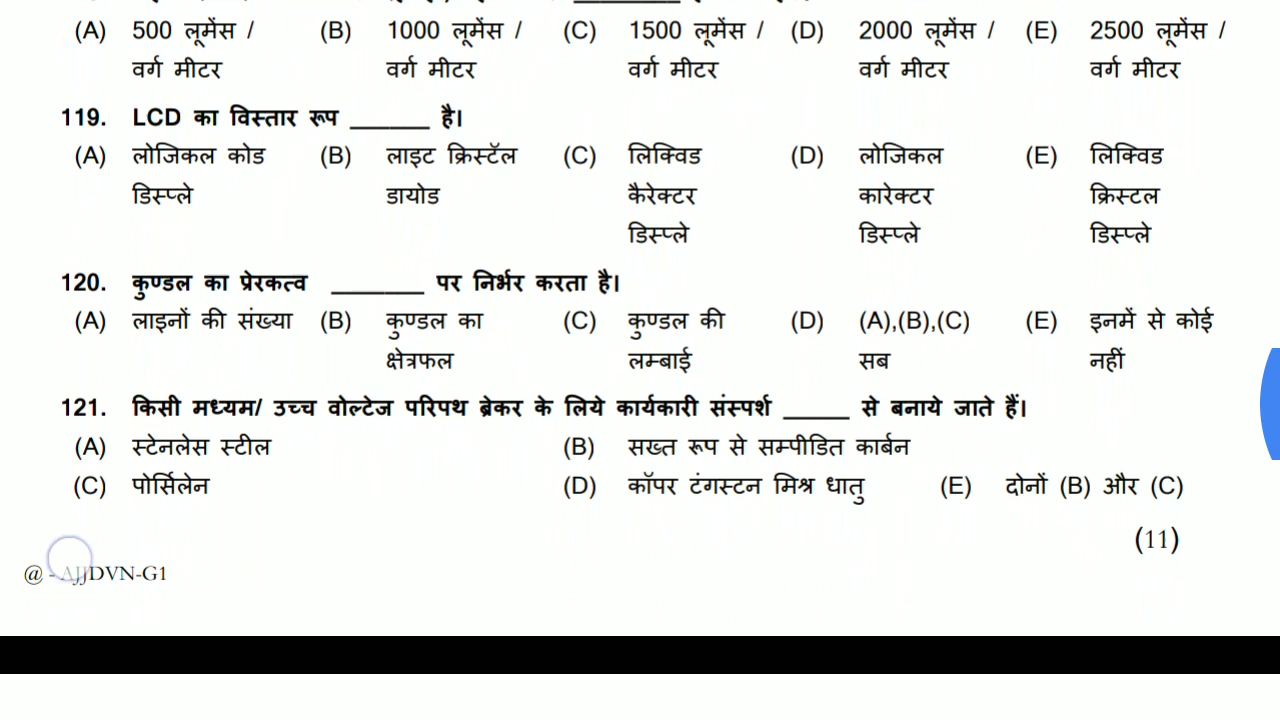 (A) 500 लूमेंस / (B) 1000 लूमेंस / (C) 1500 लूमेंस / (D) 2000 लूमेंस / (E) 2500 लूमेंस /
वर्ग मीटर वर्ग मीटर वर्ग मीटर वर्ग मीटर वर्ग मीटर
119. LCD का विस्तार रूप ______ है।
(A) लोजिकल कोड (B) लाइट क्रिस्टॅल (C) लिक्विड (D) लोजिकल (E) लिक्विड
डिस्प्ले डायोड कैरेक्टर कारेक्टर क्रिस्टल
डिस्प्ले डिस्प्ले डिस्प्ले
120. कुण्डल का प्रेरकत्व _______ पर निर्भर करता है।
(A) लाइनों की संख्या (B) कुण्डल का (C) कुण्डल की (D) (A),(B),(C) (E) इनमें से कोई
क्षेत्रफल लम्बाई सब नहीं
121. किसी मध्यम/ उच्च वोल्टेज परिपथ ब्रेकर के लिये कार्यकारी संस्पर्श _____ से बनाये जाते हैं।
(A) स्टेनलेस स्टील (B) सख्त रूप से सम्पीडित कार्बन
(C) पोर्सिलेन (D) कॉपर टंगस्टन मिश्र धातु (E) दोनों (B) और (C)
(11)
@ - AJJDVN-G1